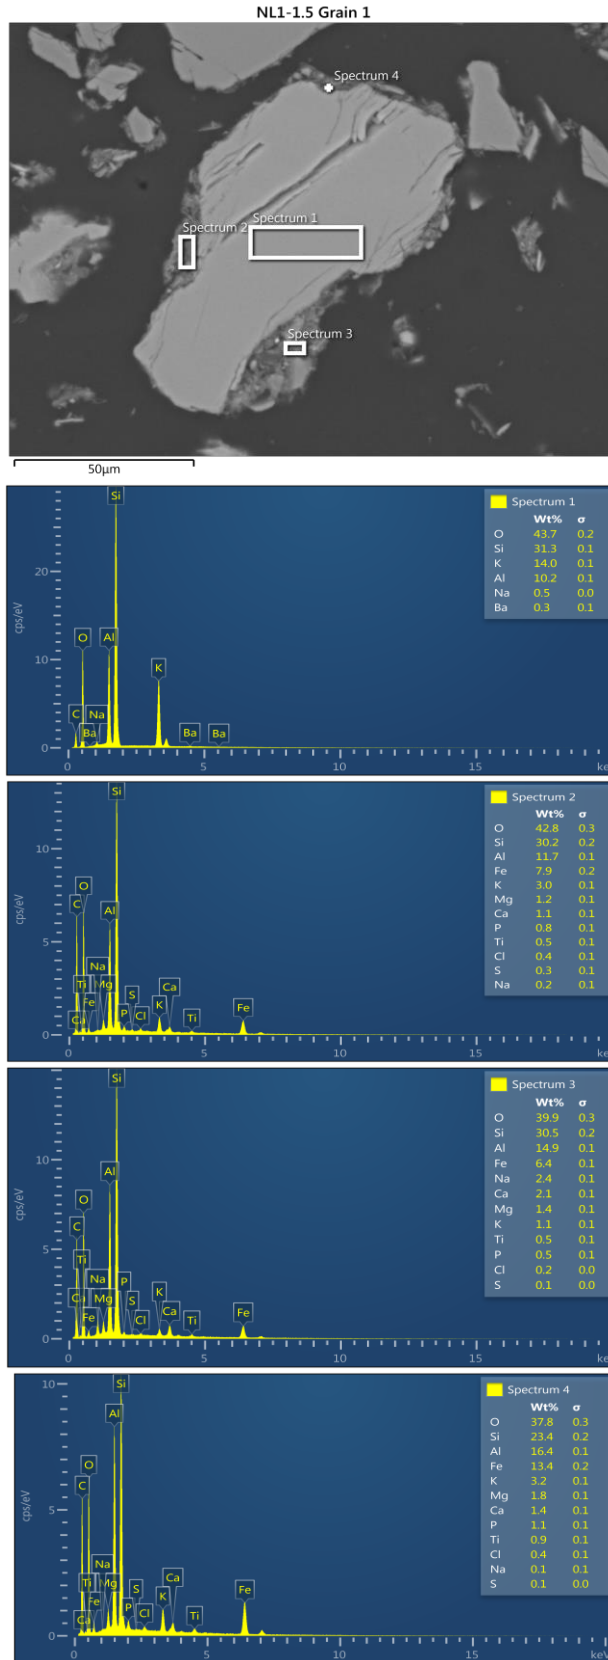 NL1-1.5 Grain 1
Spectrum 4
Spectrum 1
Spectrum 2
Spectrum 3
50µm
Spectrum 1
Wt% σ
O 43.7 0.2
Si 31.3 0.1
K 14.0 0.1
Al 10.2 0.1
Na 0.5 0.0
Ba 0.3 0.1
cps/eV
20
10
0
Si
O
Al
K
C
Na
Ba
Ba
Ba
0 5 10 15 keV
Spectrum 2
Wt% σ
O 42.8 0.3
Si 30.2 0.2
Al 11.7 0.1
Fe 7.9 0.2
K 3.0 0.1
Mg 1.2 0.1
Ca 1.1 0.1
P 0.8 0.1
Ti 0.5 0.1
Cl 0.4 0.1
S 0.3 0.1
Na 0.2 0.1
cps/eV
10
5
0
Si
O
C
Al
Na
Ti
Mg
Ca
Fe
S
P
Cl
K
Ca
Ti
Fe
0 5 10 15 ke
Spectrum 3
Wt% σ
O 39.9 0.3
Si 30.5 0.2
Al 14.9 0.1
Fe 6.4 0.1
Na 2.4 0.1
Ca 2.1 0.1
Mg 1.4 0.1
K 1.1 0.1
Ti 0.5 0.1
P 0.5 0.1
Cl 0.2 0.0
S 0.1 0.0
cps/eV
10
5
0
Si
Al
O
C
Ti
Na
P
Ca
Mg
S
K
Fe
Cl
Ca
Ti
Fe
0 5 10 15 ke
Spectrum 4
Wt% σ
O 37.8 0.3
Si 23.4 0.2
Al 16.4 0.1
Fe 13.4 0.2
K 3.2 0.1
Mg 1.8 0.1
Ca 1.4 0.1
P 1.1 0.1
Ti 0.9 0.1
Cl 0.4 0.1
Na 0.1 0.1
S 0.1 0.0
cps/eV
10
5
0
Si
Al
O
C
Na
Ti
Mg
S
K
Ca
Fe
Ca
P
Cl
Ti
Fe
0 5 10 15 keV